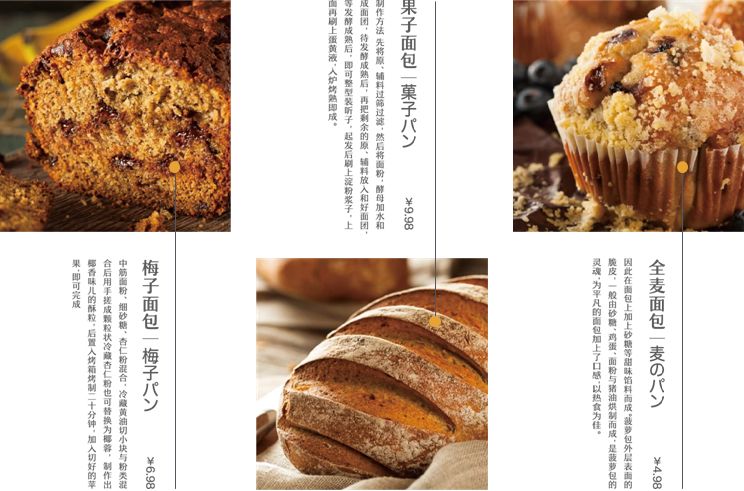 梅子面包｜梅子パン
￥6.98
中筋面粉、细砂糖、杏仁粉混合、冷藏黄油切小块与粉类混
合后用手搓成颗粒状冷藏杏仁粉也可替换为椰蓉，制作出
椰香味儿的酥粒，后置入烤箱烤制二十分钟，加入切好的苹
果，即可完成
果子面包｜菓子パン
￥9.98
制作方法 先将原、辅料过筛过滤，然后将面粉，酵母加水和
成面团，待发酵成熟后，再把剩余的原、辅料放入和好面团，
等发酵成熟后，即可整型装听子，起发后刷上淀粉浆子，上
面再刷上蛋黄液，入炉烤熟即成。
全麦面包｜麦のパン
￥4.98
因此在面包上加上砂糖等甜味馅料而成。菠萝包外层表面的
脆皮，一般由砂糖、鸡蛋、面粉与猪油烘制而成，是菠萝包的
灵魂，为平凡的面包加上了口感，以热食为佳。